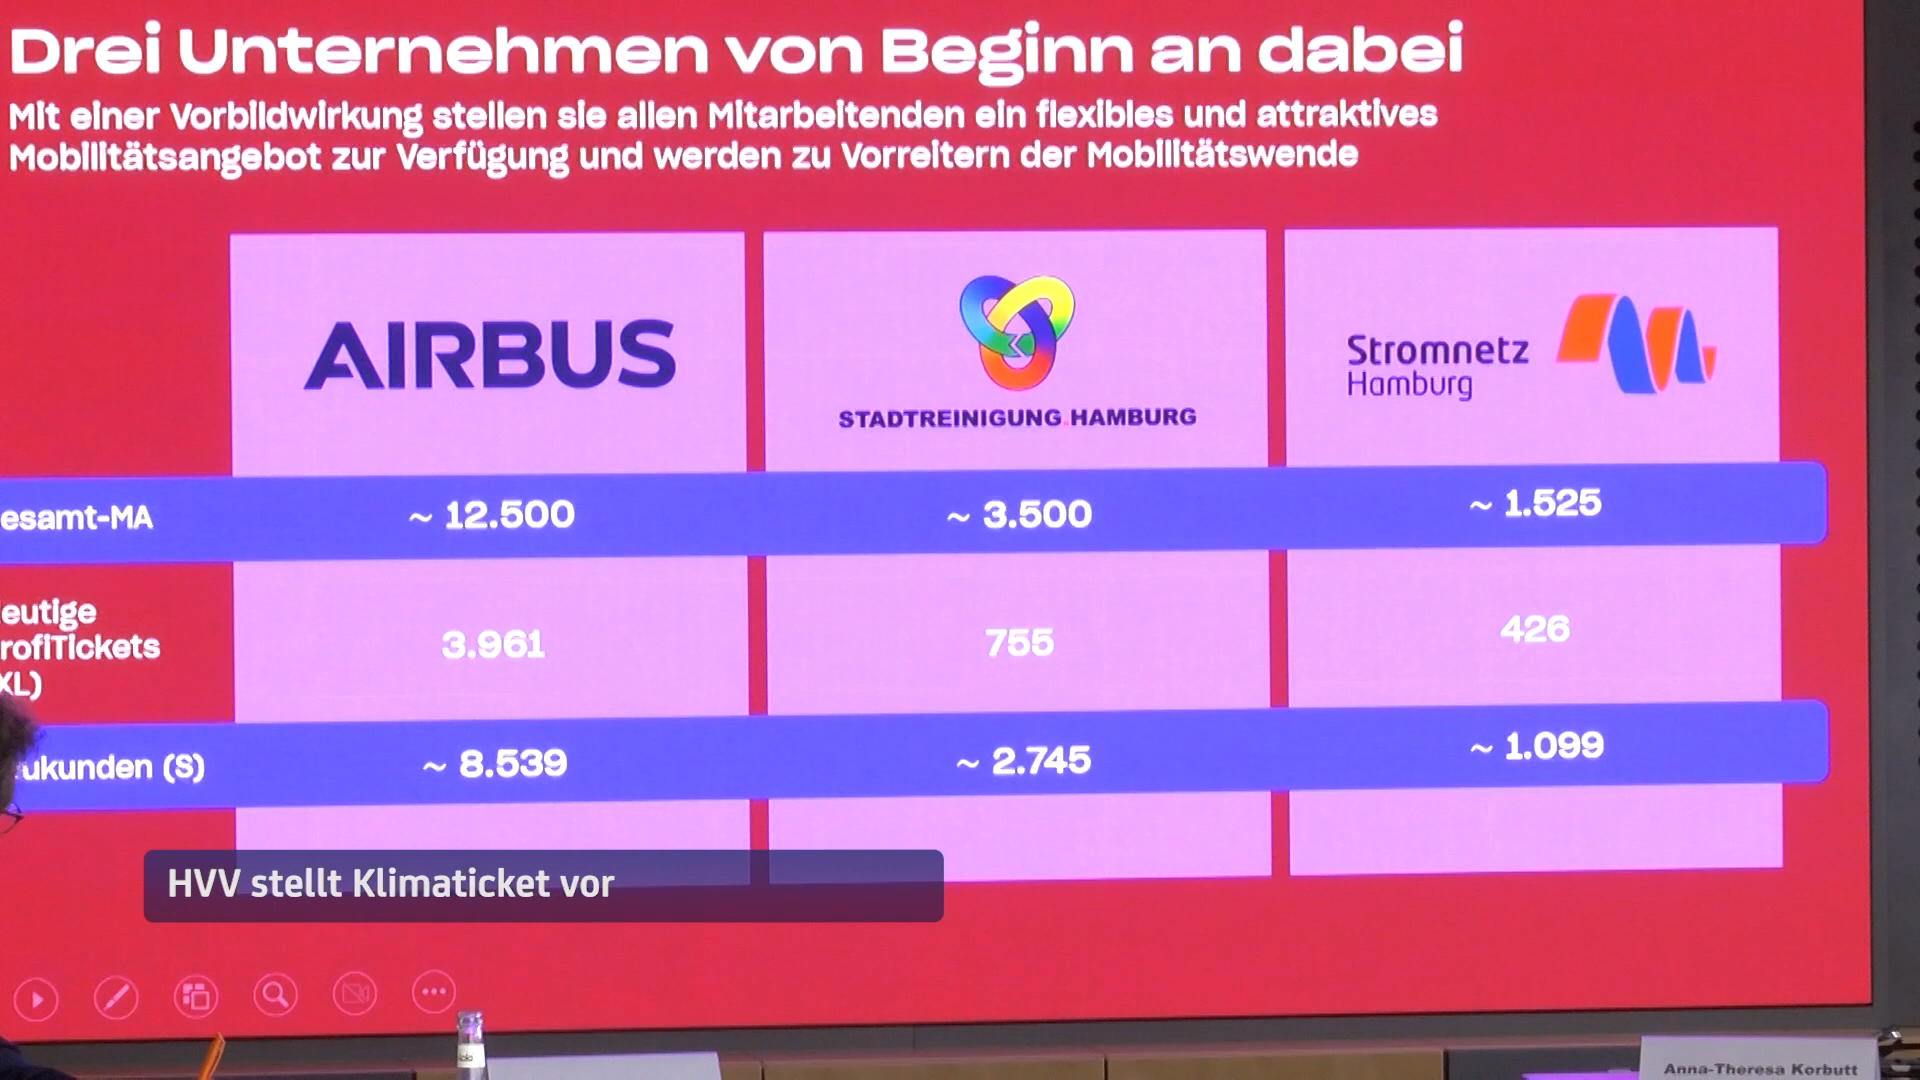 Drei Unternehmen von Beginn an dabei
Mit einer Vorbildwirkung stellen sie allen Mitarbeitenden ein flexibles und attraktives
Mobilitätsangebot zur Verfügung und werden zu Vorreitern der Mobilitätswende
AIRBUS
STADTREINIGUNG.HAMBURG
Stromnetz
Hamburg
esamt-MA
~ 12.500
~ 3.500
~ 1.525
eutige
rofiTickets
XL)
3.961
755
426
ukunden (S)
~ 8.539
~ 2.745
~ 1.099
HVV stellt Klimaticket vor
Anna-Theresa Korbutt